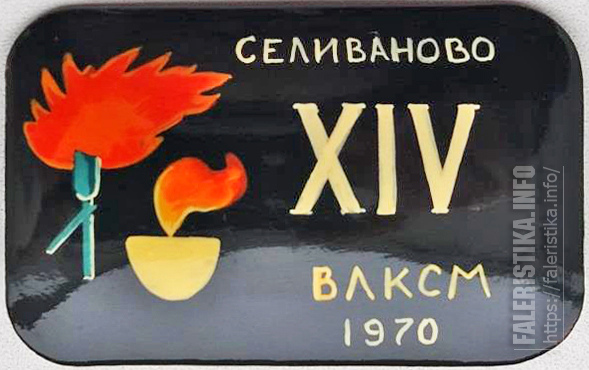 СЕЛИВАНОВО
XIV
ВЛКСМ
1970
FALERISTIKA.INFO
https://faleristika.info/